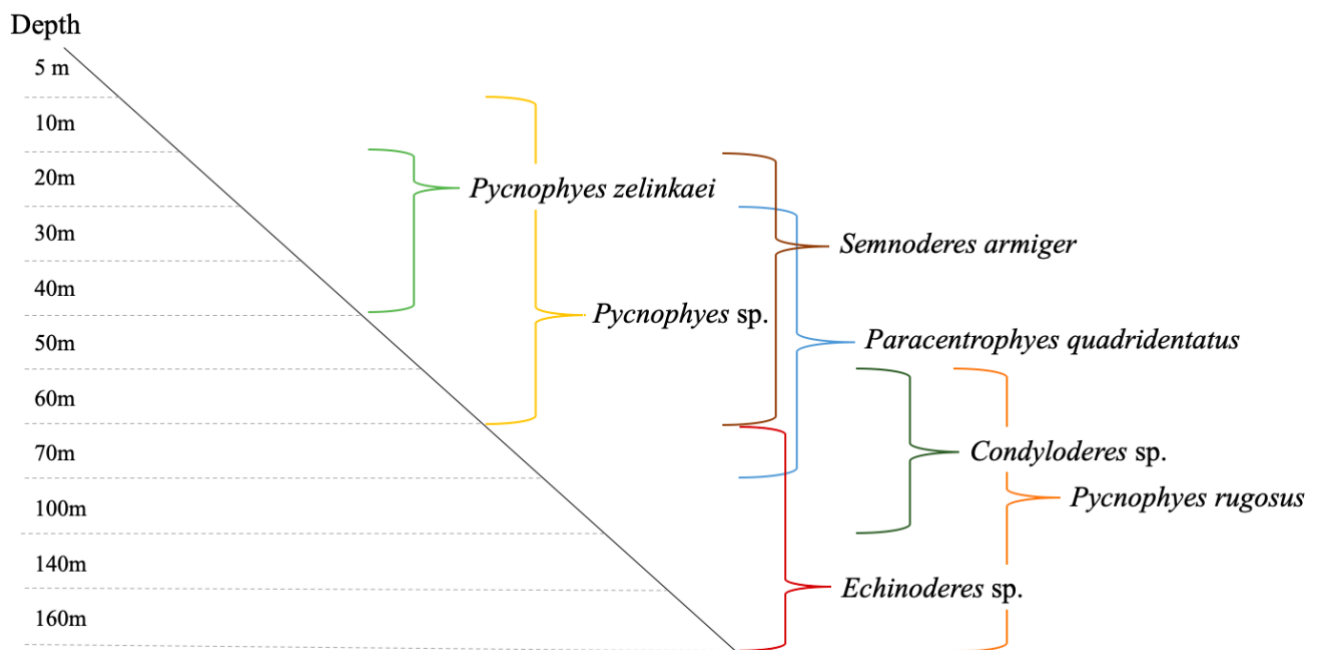 Depth
5 m
10m
20m
Pycnophyes zelinkaei
30m
Semnoderes armiger
40m
Pycnophyes sp.
50m
Paracentrophyes quadridentatus
60m
70m
Condyloderes sp.
100m
Pycnophyes rugosus
140m
Echinoderes sp.
160m